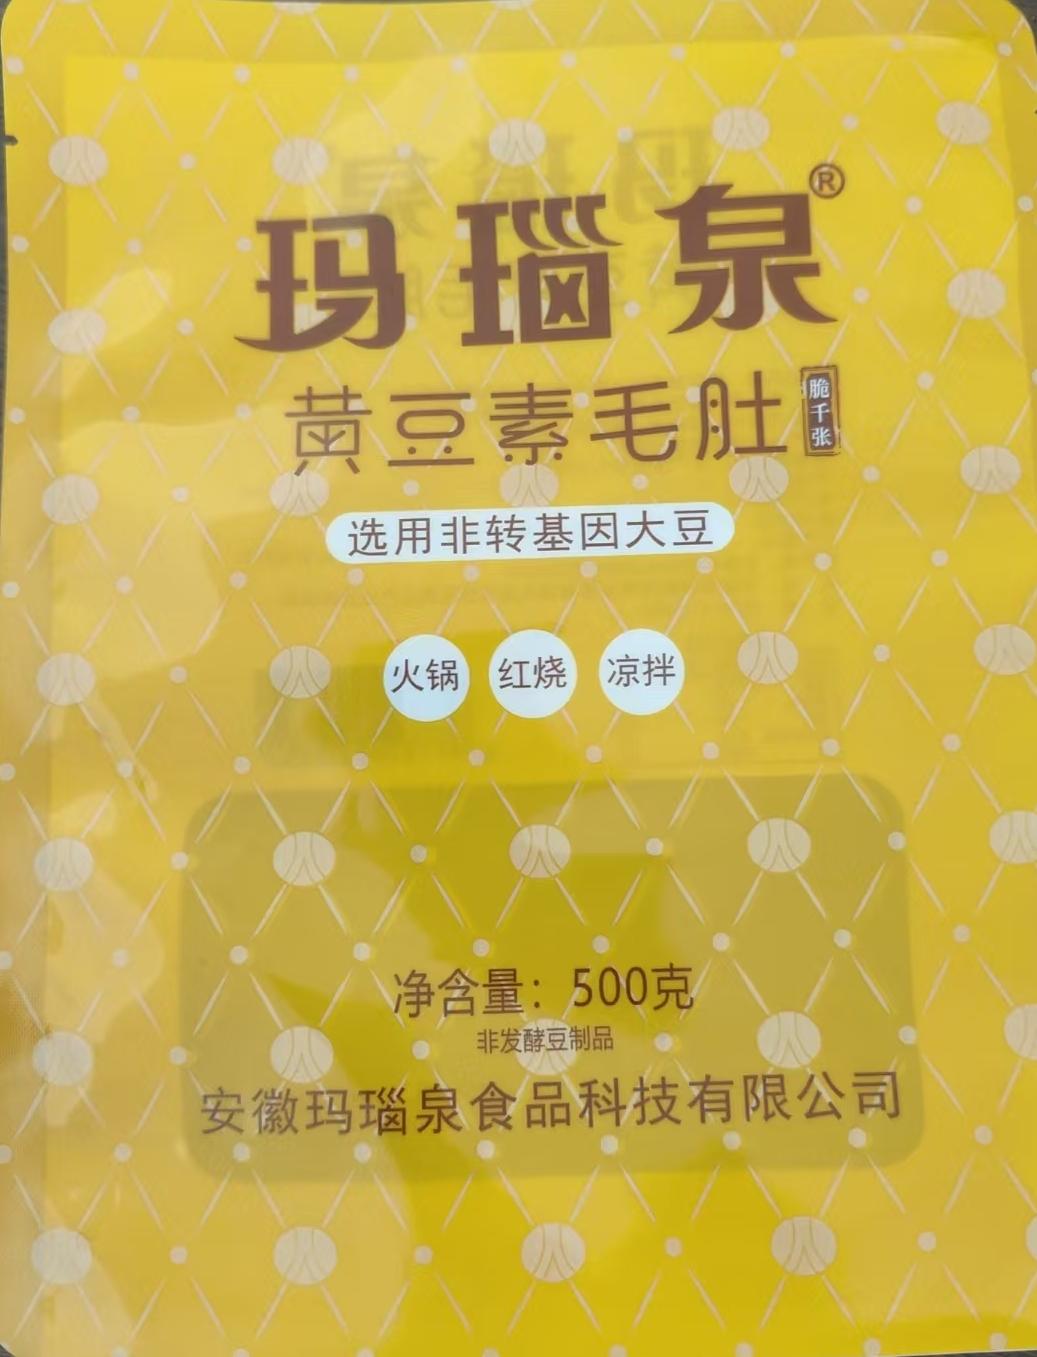 玛瑙泉®
黄豆素毛肚 脆千张
选用非转基因大豆
火锅 红烧 凉拌
净含量：500克
非发酵豆制品
安徽玛瑙泉食品科技有限公司